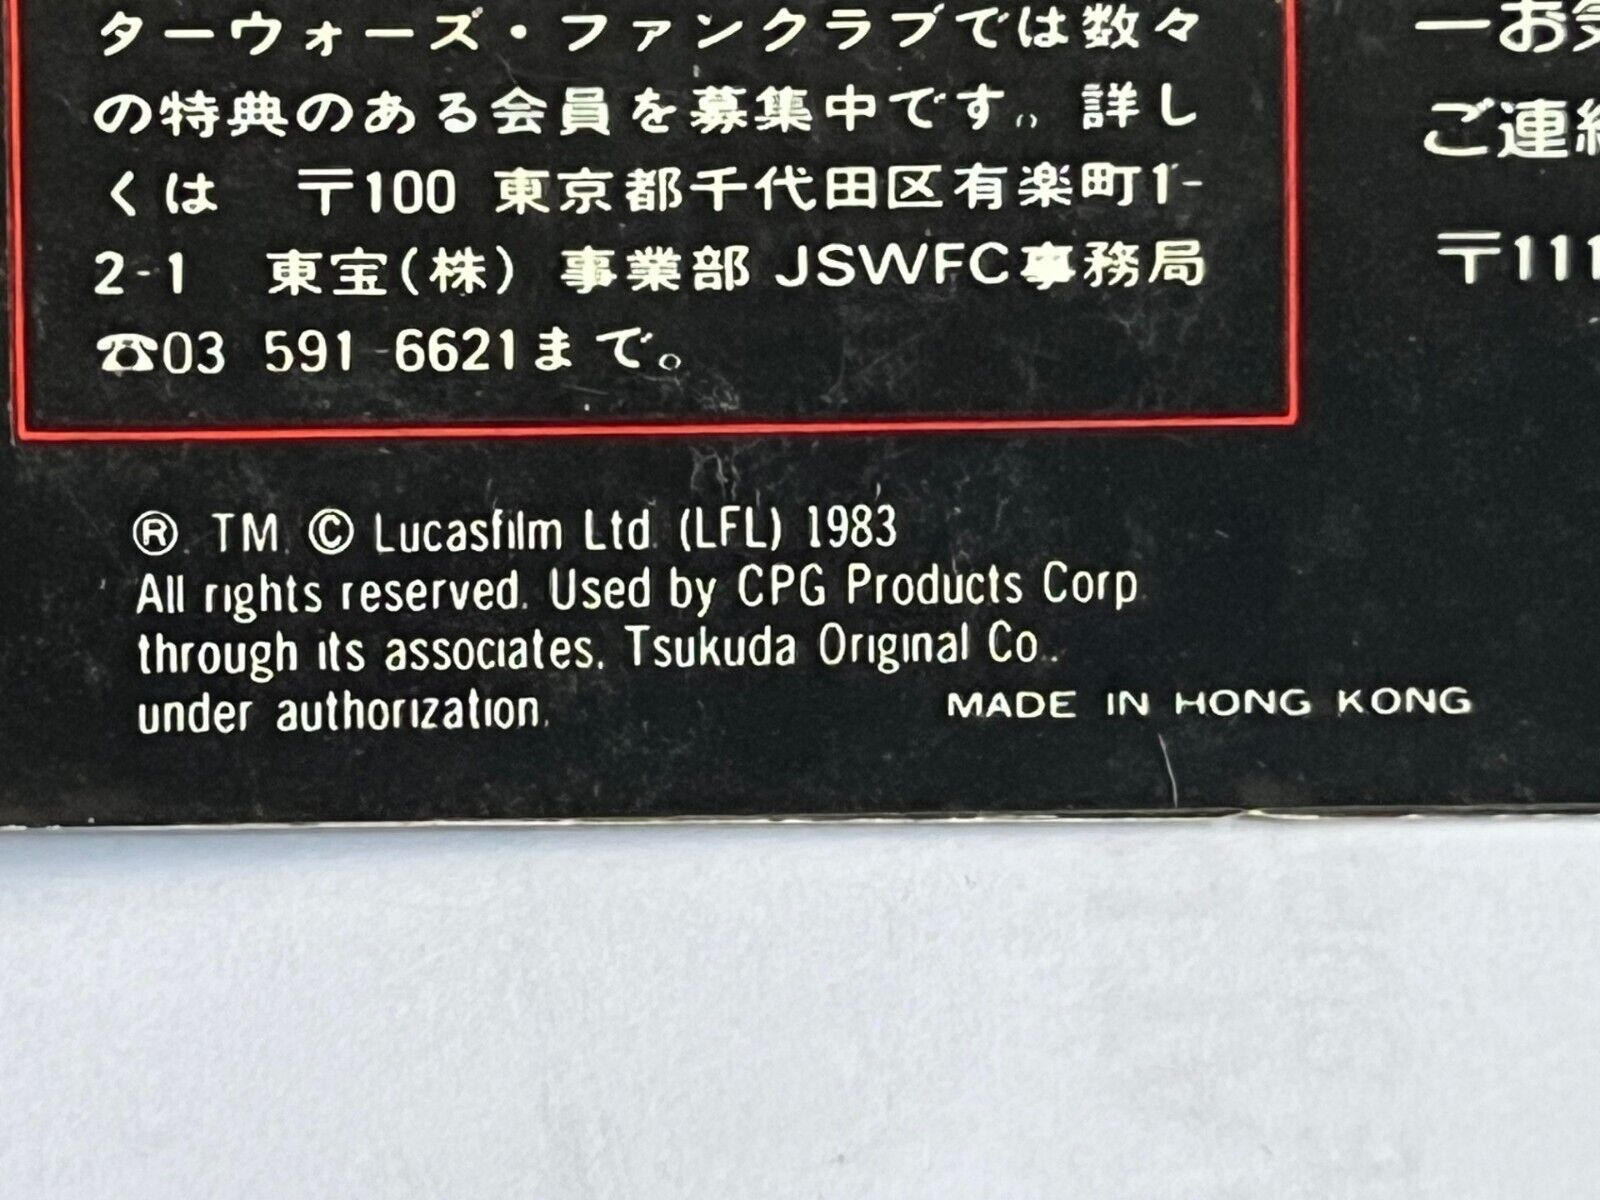 ターウォーズ・ファンクラブでは数々
の特典のある会員を募集中です。詳し
くは 〒100 東京都千代田区有楽町1-
2-1 東宝(株) 事業部 JSWFC事務局
☎03 591-6621まで。
—お気
ご連絡
〒111
® TM © Lucasfilm Ltd. (LFL) 1983
All rights reserved. Used by CPG Products Corp
through its associates, Tsukuda Original Co.,
under authorization.
MADE IN HONG KONG